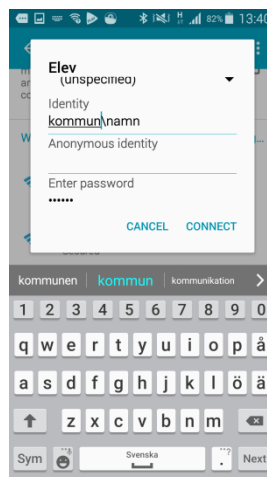 82% 13:40
Elev
(unspecified)
Identity
kommun\namn
Anonymous identity
Enter password
••••••
CANCEL CONNECT
Secured
kommunen kommun kommunikation
1 2 3 4 5 6 7 8 9 0
q w e r t y u i o p å
a s d f g h j k l ö ä
z x c v b n m
Sym Svenska . Next